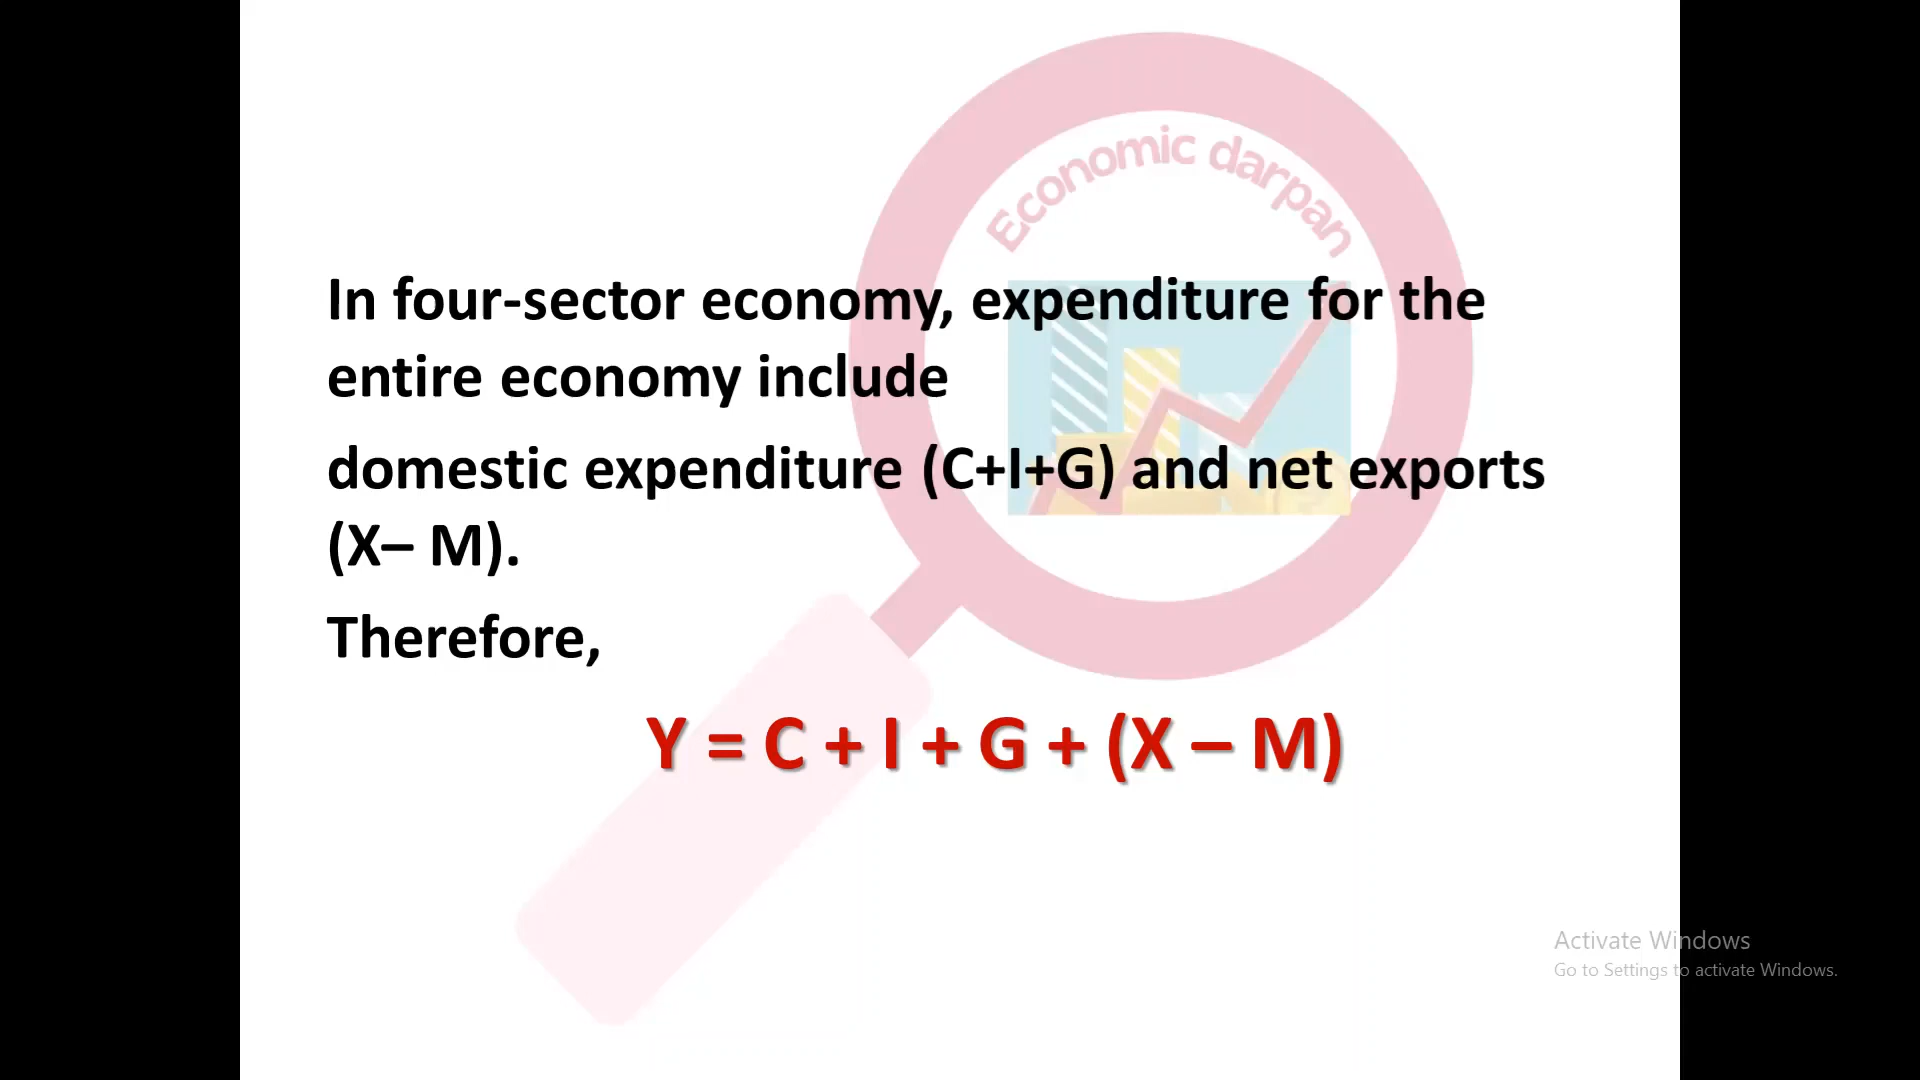 Economic darpan
In four-sector economy, expenditure for the
entire economy include
domestic expenditure (C+I+G) and net exports
(X– M).
Therefore,
Y = C + I + G + (X – M)
Activate Windows
Go to Settings to activate Windows.